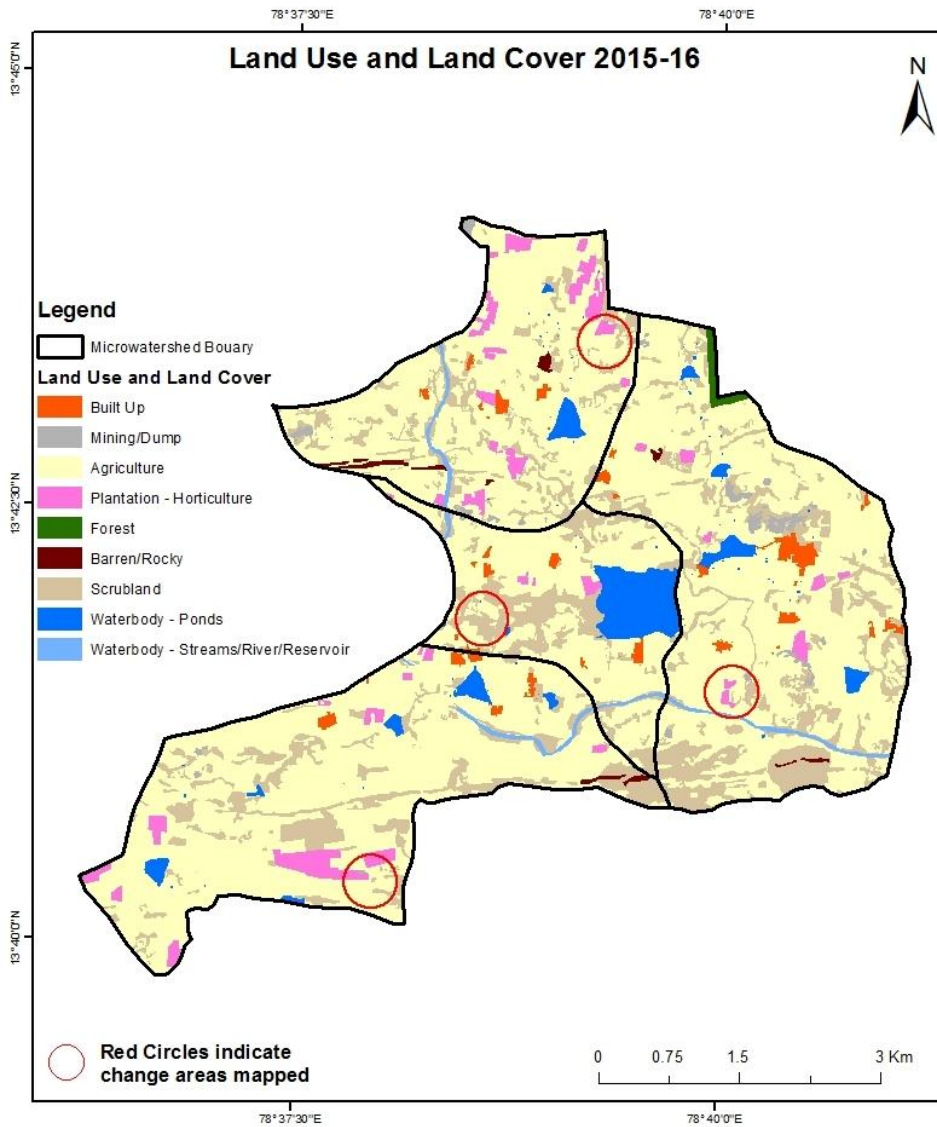 78°37'30"E 78°40'0"E
Land Use and Land Cover 2015-16
13°45'0"N
N
Legend
Microwatershed Bouary
Land Use and Land Cover
Built Up
Mining/Dump
Agriculture
Plantation - Horticulture
Forest
Barren/Rocky
Scrubland
Waterbody - Ponds
Waterbody - Streams/River/Reservoir
13°42'30"N
13°40'0"N
Red Circles indicate
change areas mapped
0 0.75 1.5 3 Km
78°37'30"E 78°40'0"E